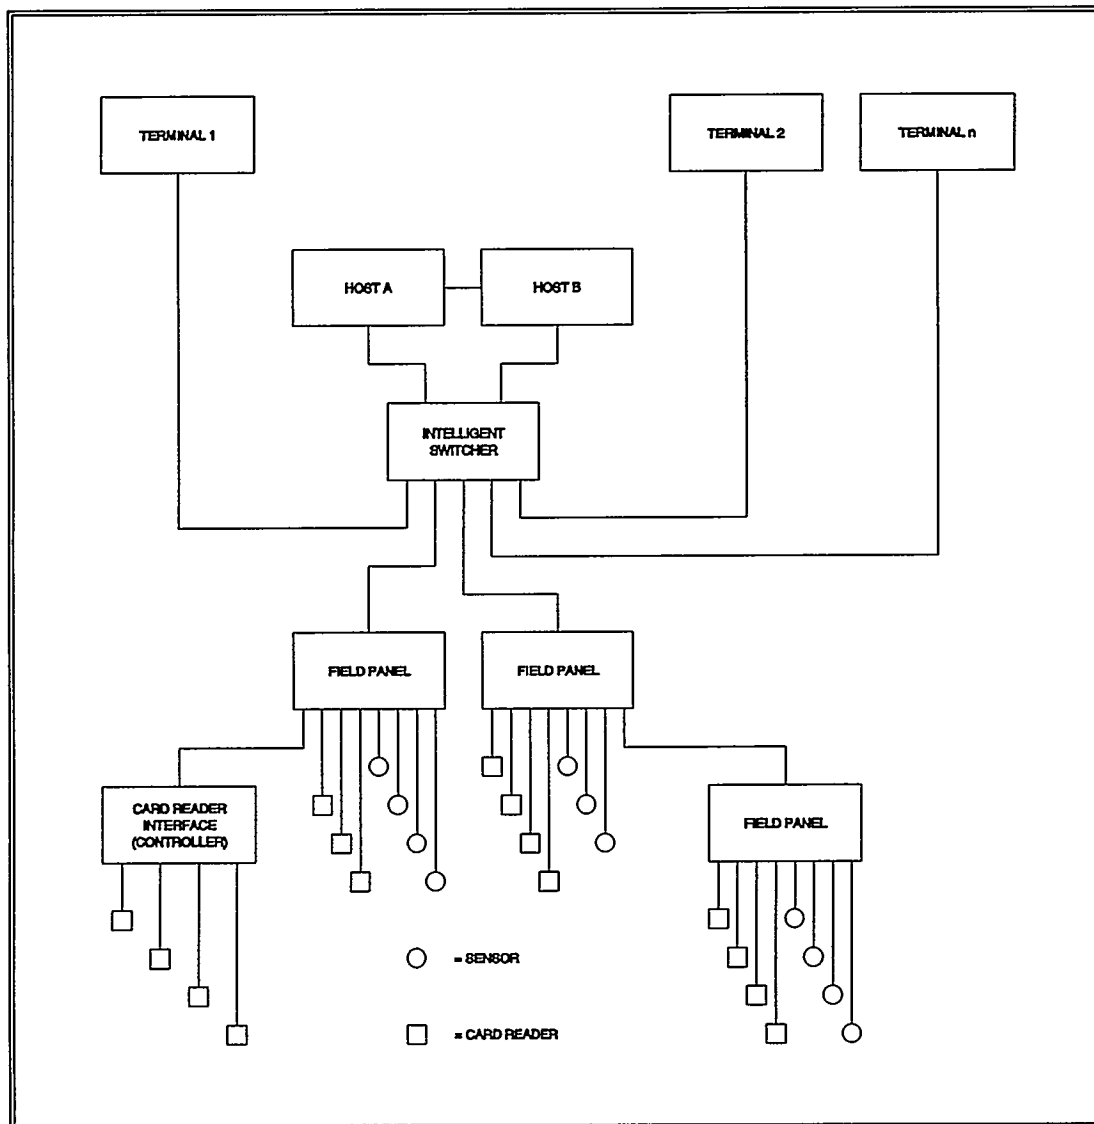 TERMINAL 1
TERMINAL 2
TERMINAL n
HOST A
HOST B
INTELLIGENT
SWITCHER
FIELD PANEL
FIELD PANEL
CARD READER
INTERFACE
(CONTROLLER)
FIELD PANEL
= SENSOR
= CARD READER